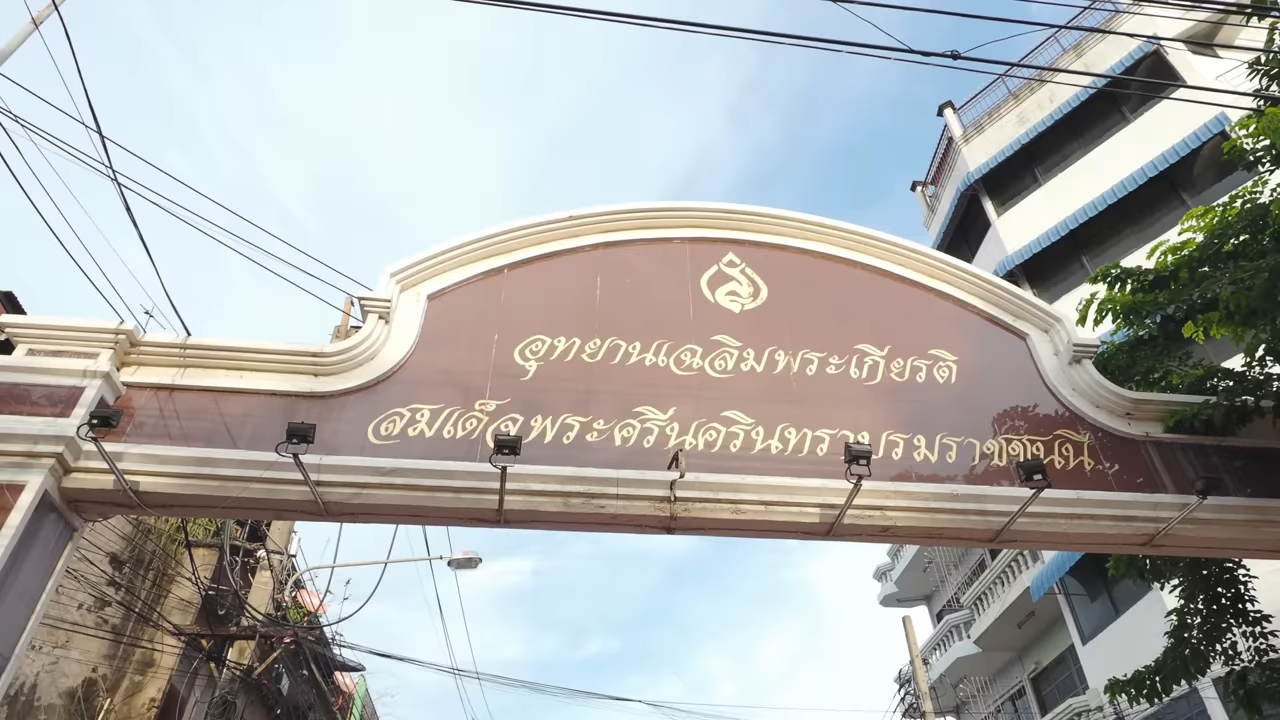 ส
อุทยานเฉลิมพระเกียรติ
สมเด็จพระศรีนครินทราบรมราชชนนี